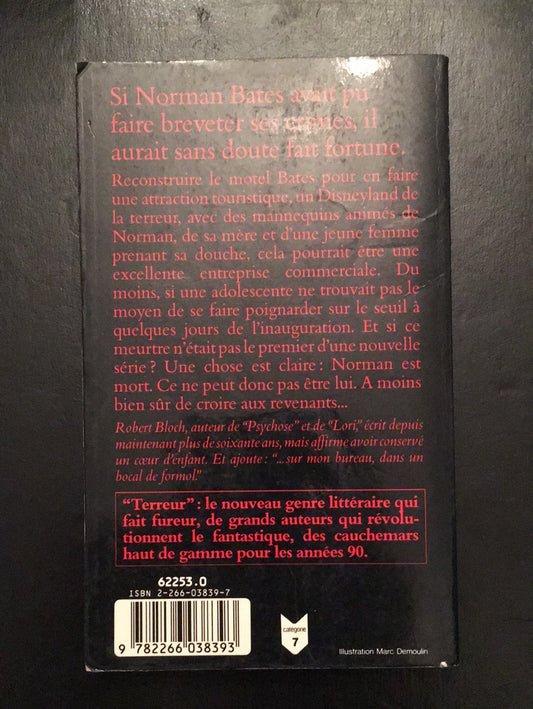 Si Norman Bates avait pu
faire breveter ses crimes, il
aurait sans doute fait fortune.
Reconstruire le motel Bates pour en faire
une attraction touristique, un Disneyland de
la terreur, avec des mannequins animés de
Norman, de sa mère et d'une jeune femme
prenant sa douche, cela pourrait être une
excellente entreprise commerciale. Du
moins, si une adolescente ne trouvait pas le
moyen de se faire poignarder sur le seuil à
quelques jours de l'inauguration. Et si ce
meurtre n'était pas le premier d'une nouvelle
série ? Une chose est claire : Norman est
mort. Ce ne peut donc pas être lui. A moins
bien sûr de croire aux revenants...
Robert Bloch, auteur de "Psychose" et de "Lori," écrit depuis
maintenant plus de soixante ans, mais affirme avoir conservé
un cœur d'enfant. Et ajoute : "...sur mon bureau, dans un
bocal de formol."
"Terreur" : le nouveau genre littéraire qui
fait fureur, de grands auteurs qui révolu-
tionnent le fantastique, des cauchemars
haut de gamme pour les années 90.
62253.0
ISBN 2-266-03839-7
9 782266 038393
catégorie
7
Illustration Marc Demoulin